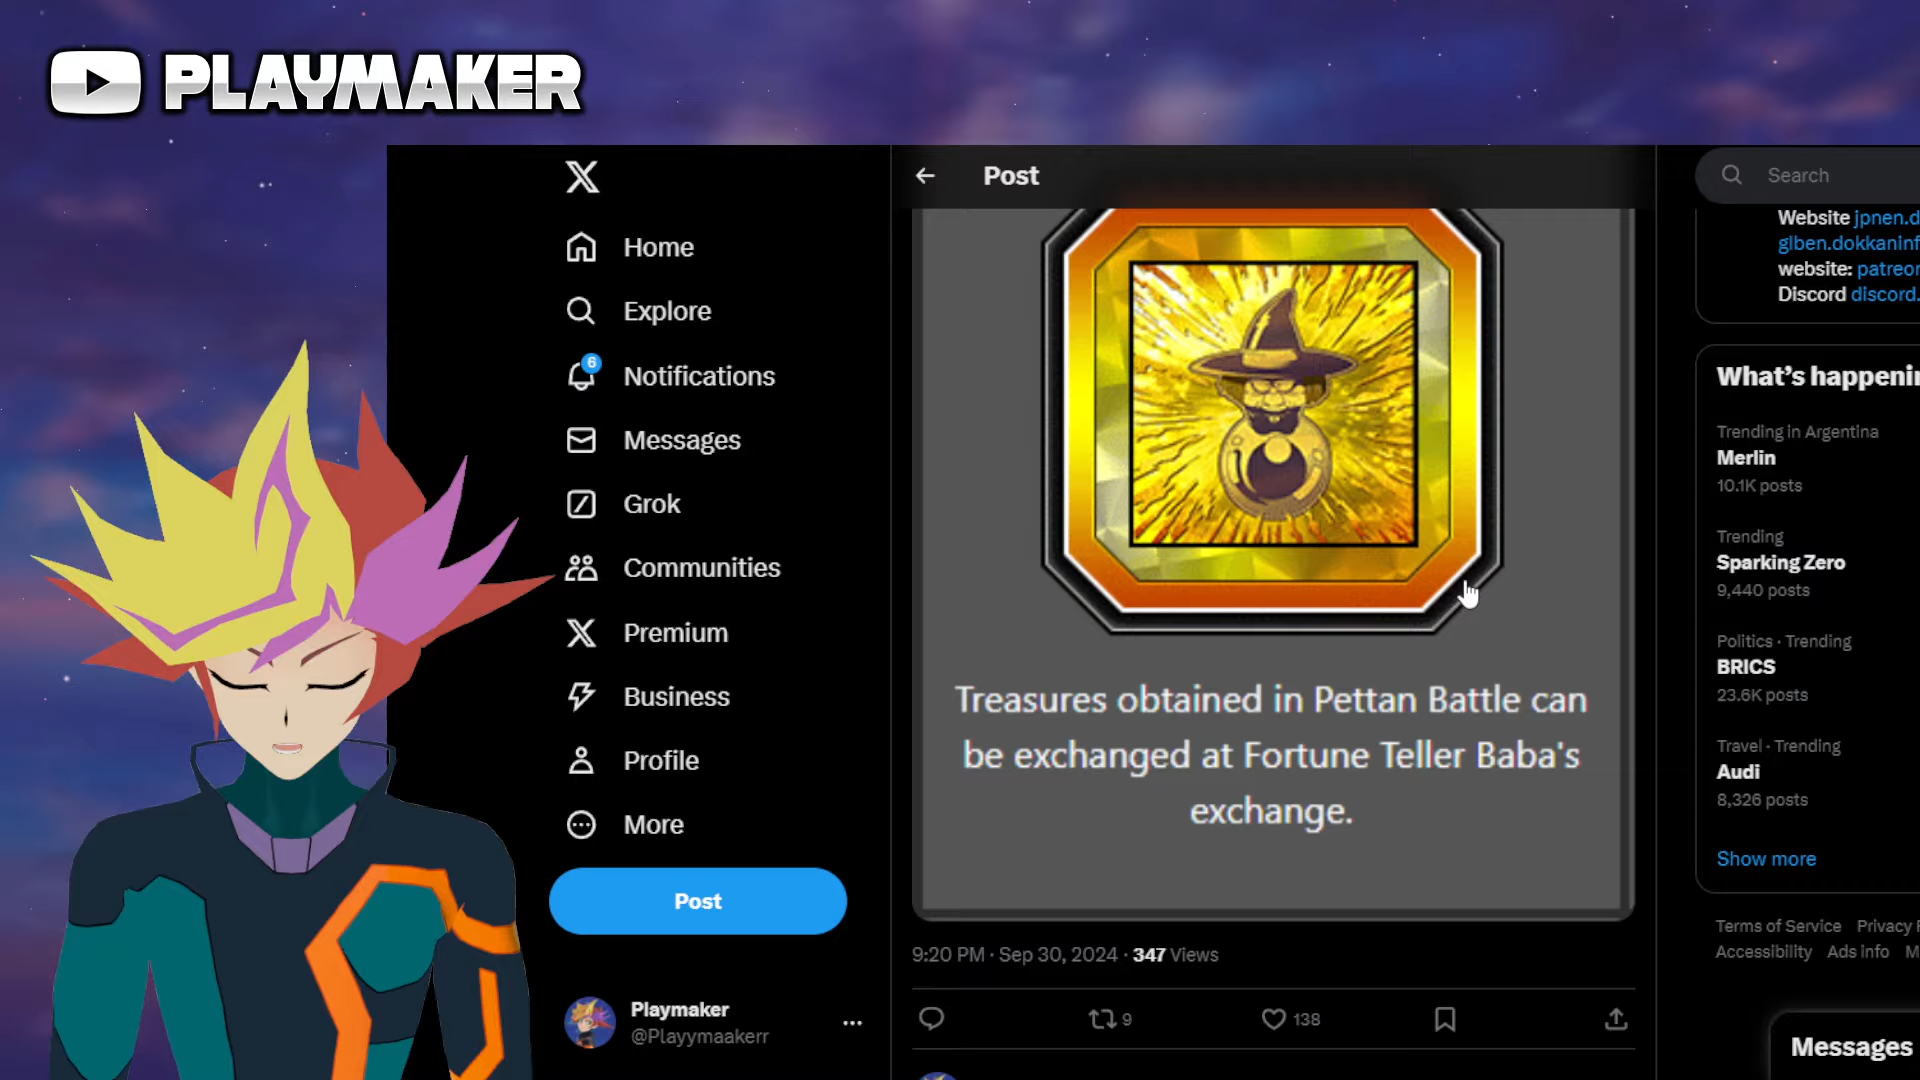 PLAYMAKER
Post
Search
Home
Explore
6
Notifications
Messages
Grok
Communities
Premium
Business
Profile
More
Post
Playmaker
@Playymaakerr
Treasures obtained in Pettan Battle can
be exchanged at Fortune Teller Baba's
exchange.
9:20 PM · Sep 30, 2024 · 347 Views
9
138
Website jpnen.d
glben.dokkaninf
website: patreor
Discord discord.
What's happenin
Trending in Argentina
Merlin
10.1K posts
Trending
Sparking Zero
9,440 posts
Politics · Trending
BRICS
23.6K posts
Travel · Trending
Audi
8,326 posts
Show more
Terms of Service Privacy
Accessibility Ads info
Messages